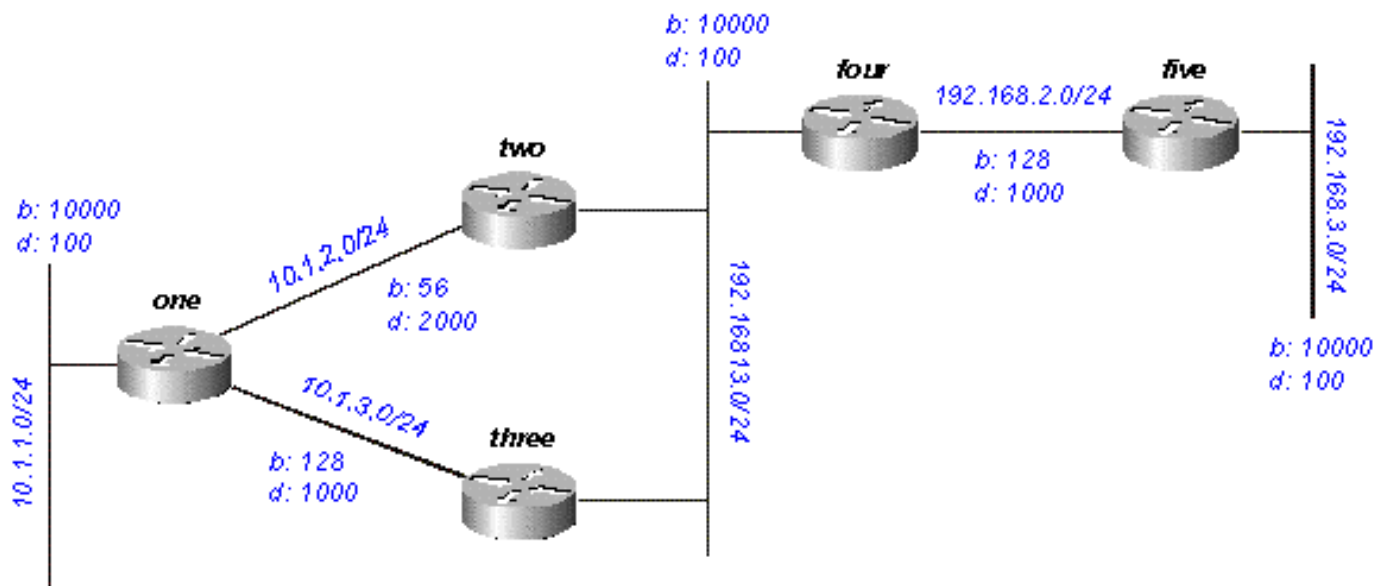 b: 10000
d: 100
four
five
192.168.2.0/24
b: 128
d: 1000
192.168.3.0/24
b: 10000
d: 100
two
b: 10000
d: 100
10.1.2.0/24
b: 56
d: 2000
one
192.16813.0/24
10.1.1.0/24
10.1.3.0/24
b: 128
d: 1000
three